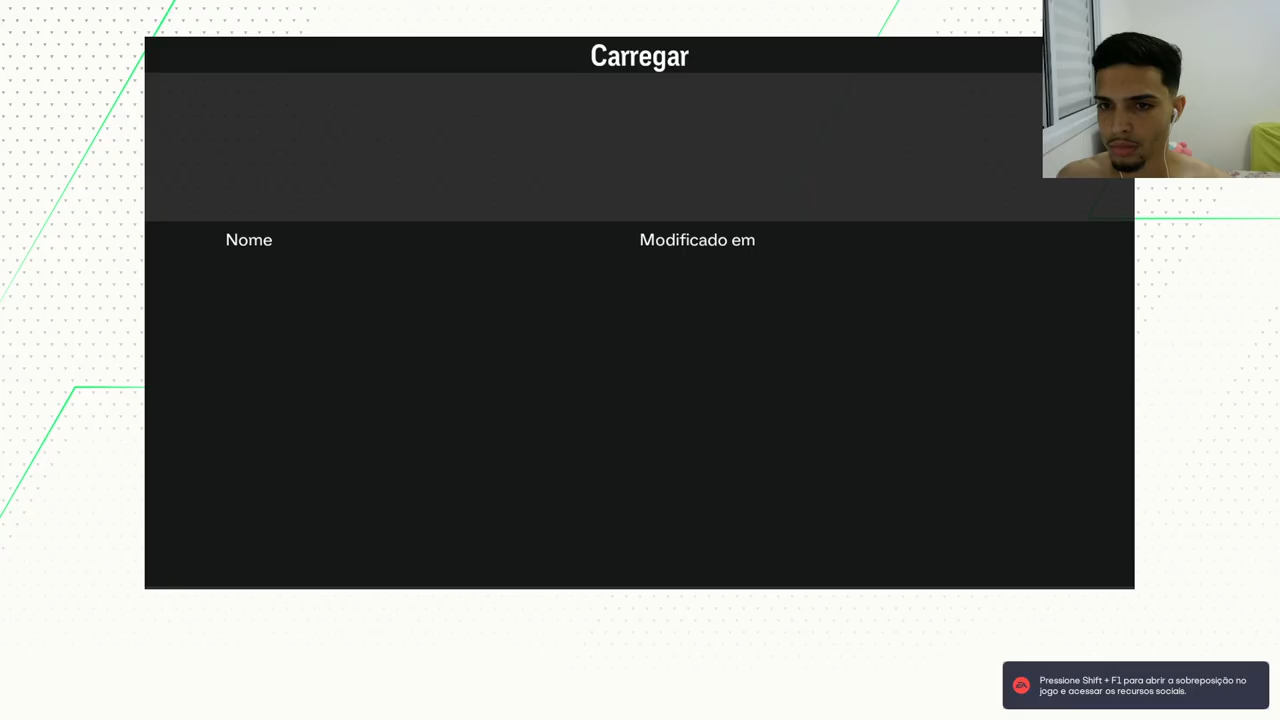 Carregar
Nome
Modificado em
Pressione Shift + F1 para abrir a sobreposição no
jogo e acessar os recursos sociais.